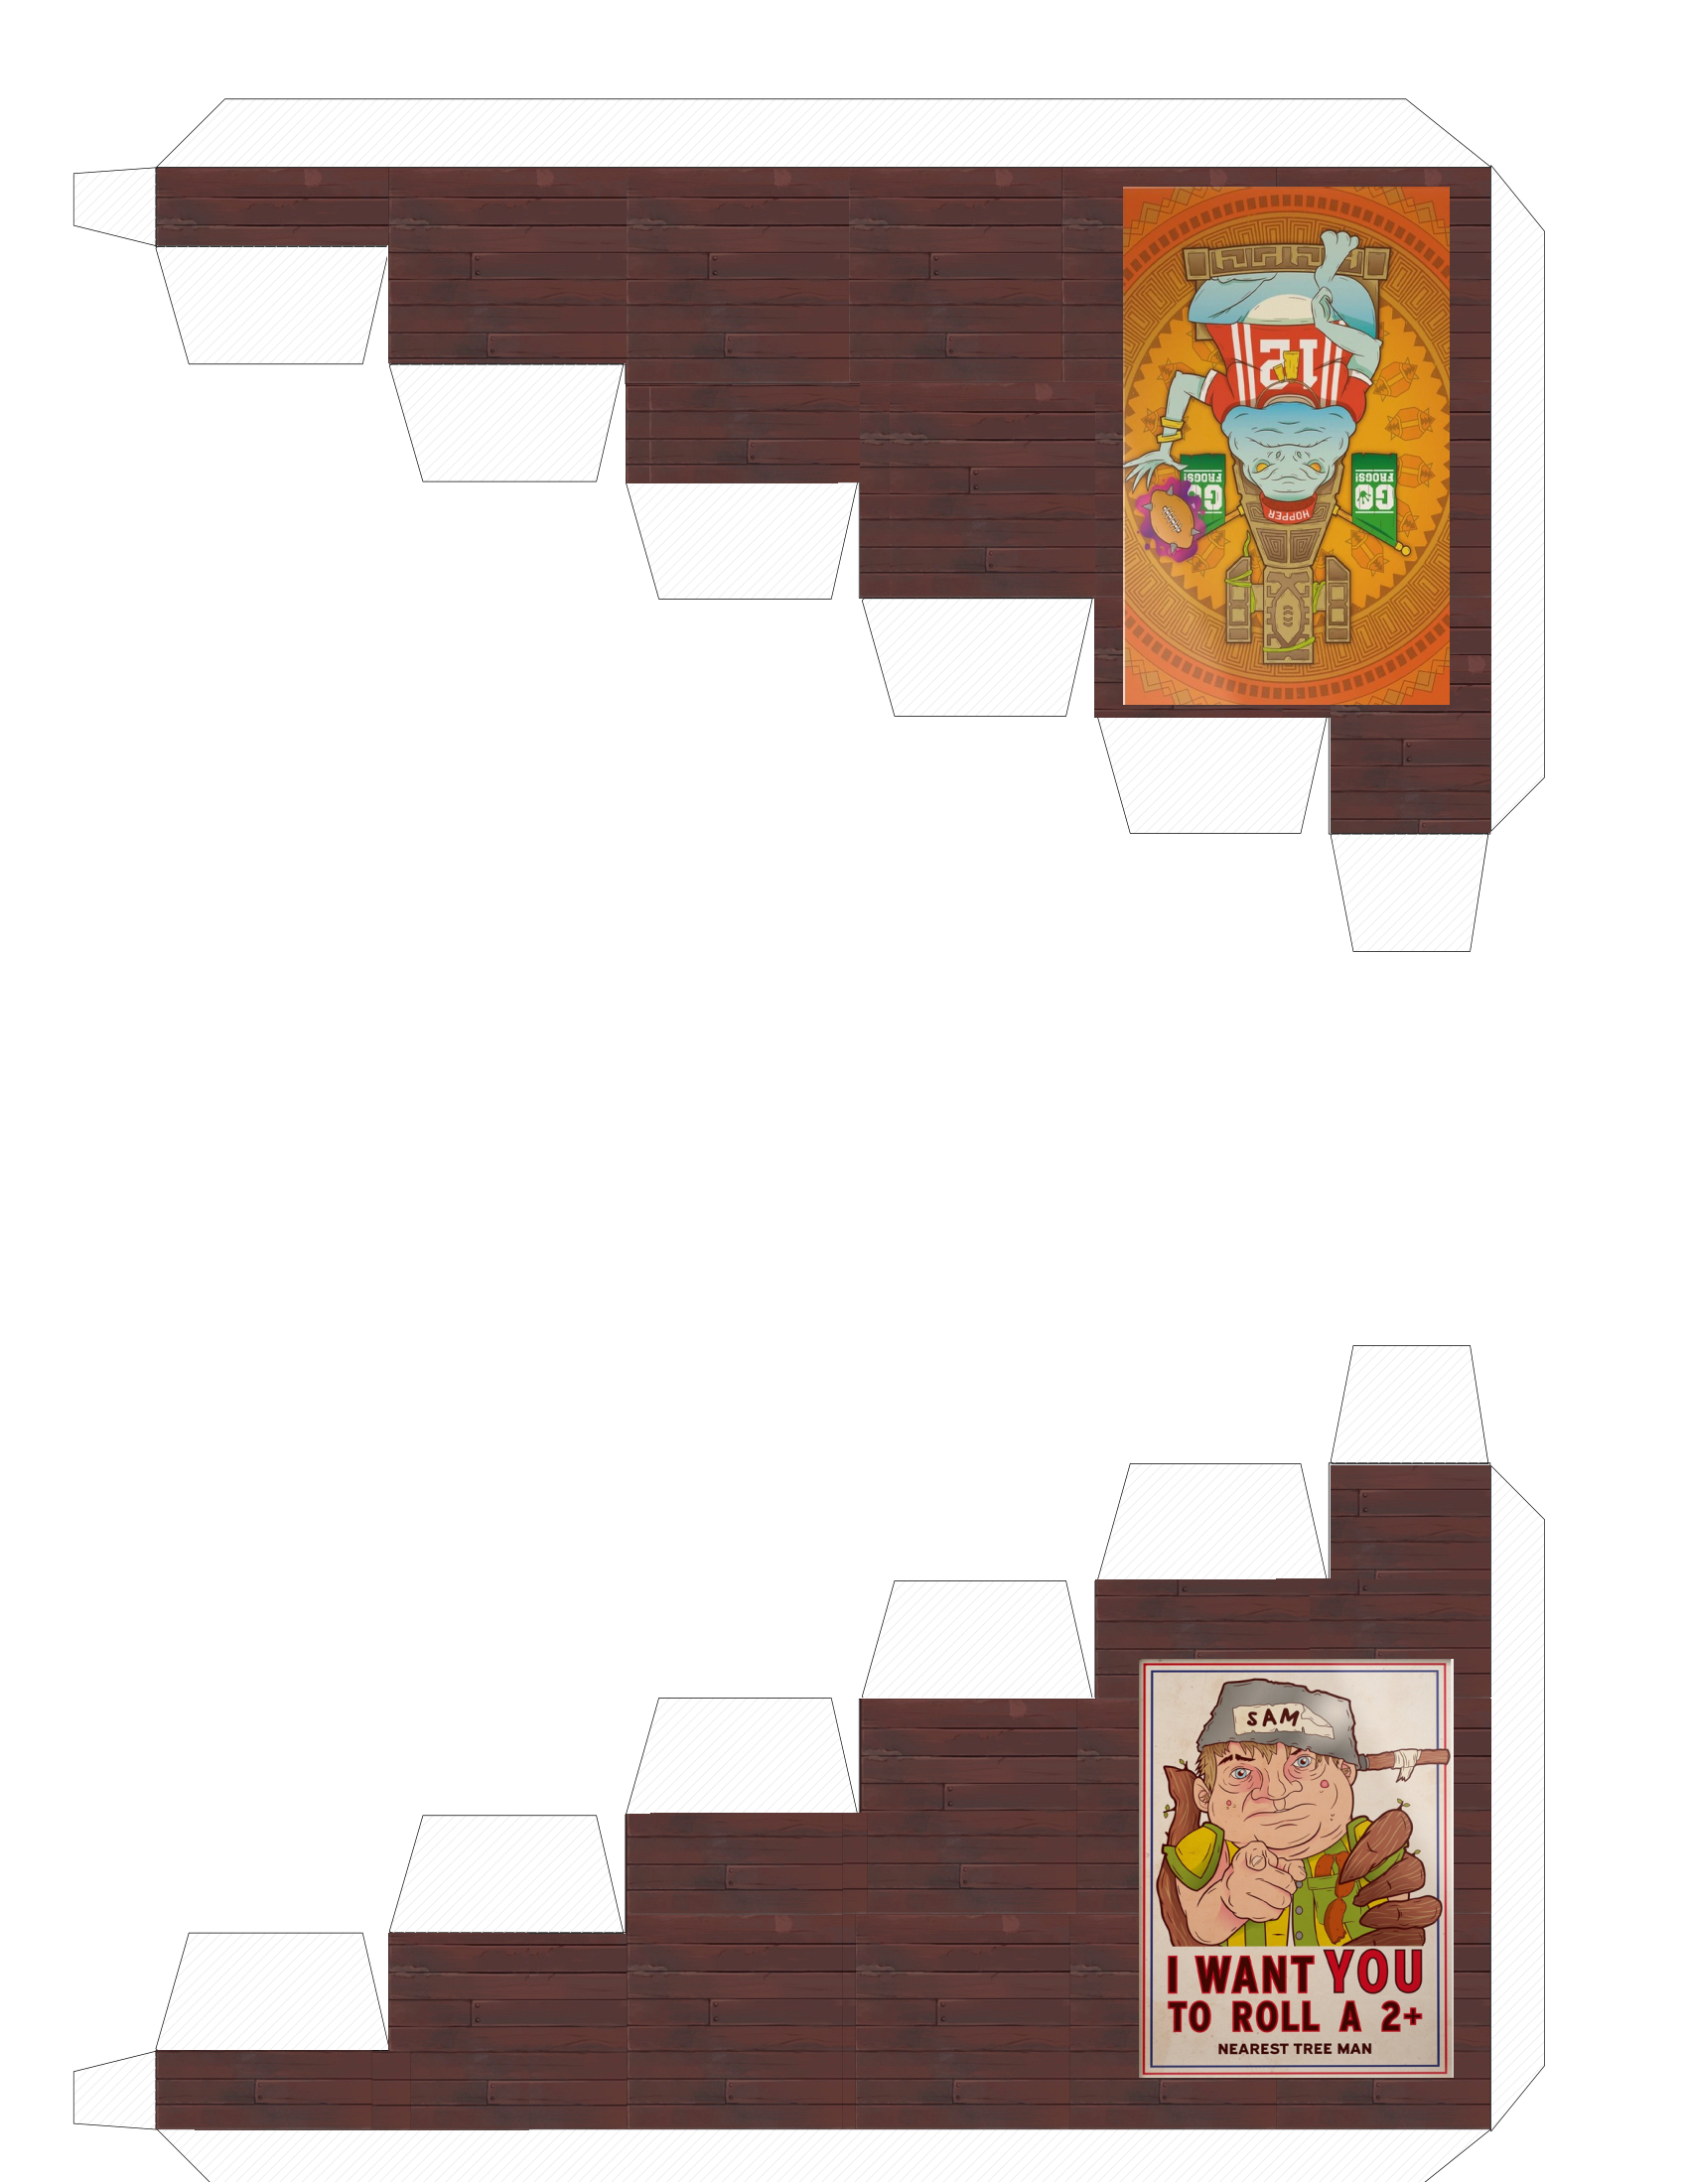 12
GO
FROGS!
GO
FROGS!
HOPPER
SAM
I WANT YOU
TO ROLL A 2+
NEAREST TREE MAN